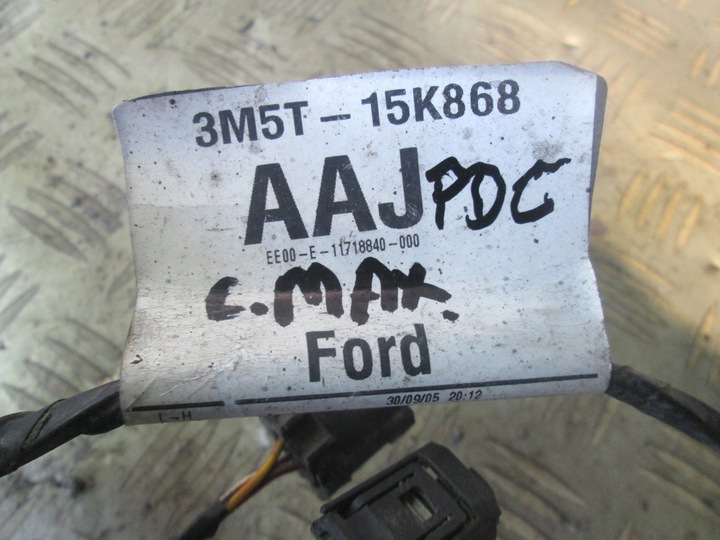 3M5T-15K868
AAJ PDC
EE00-E-11718840-000
C.MAX.
Ford
30/09/05 20:12
L-H